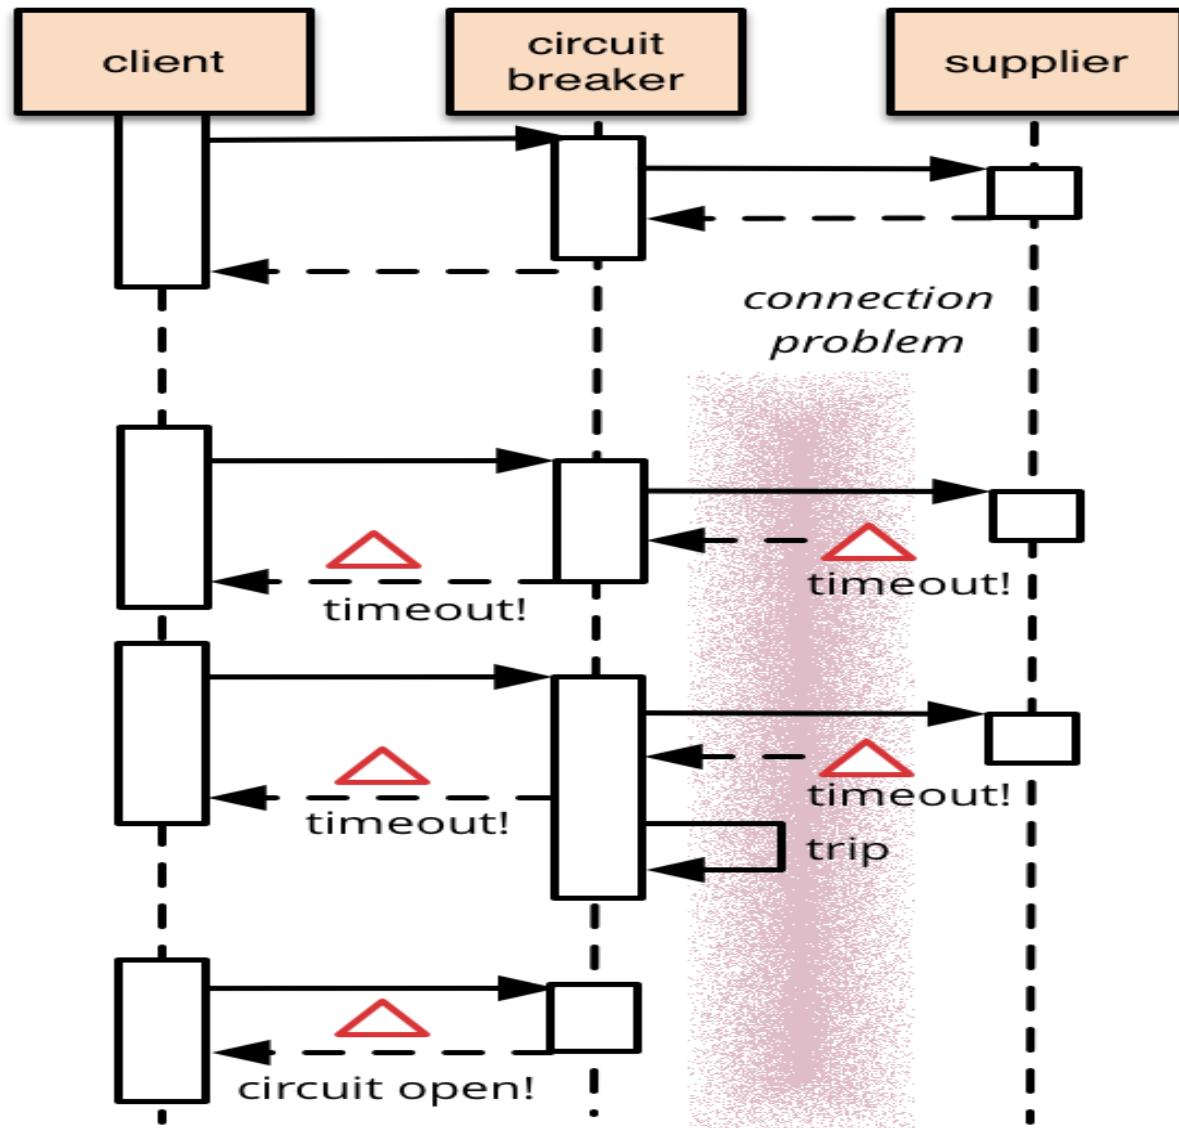 client
circuit
breaker
supplier
connection
problem
timeout!
timeout!
timeout!
timeout!
trip
circuit open!